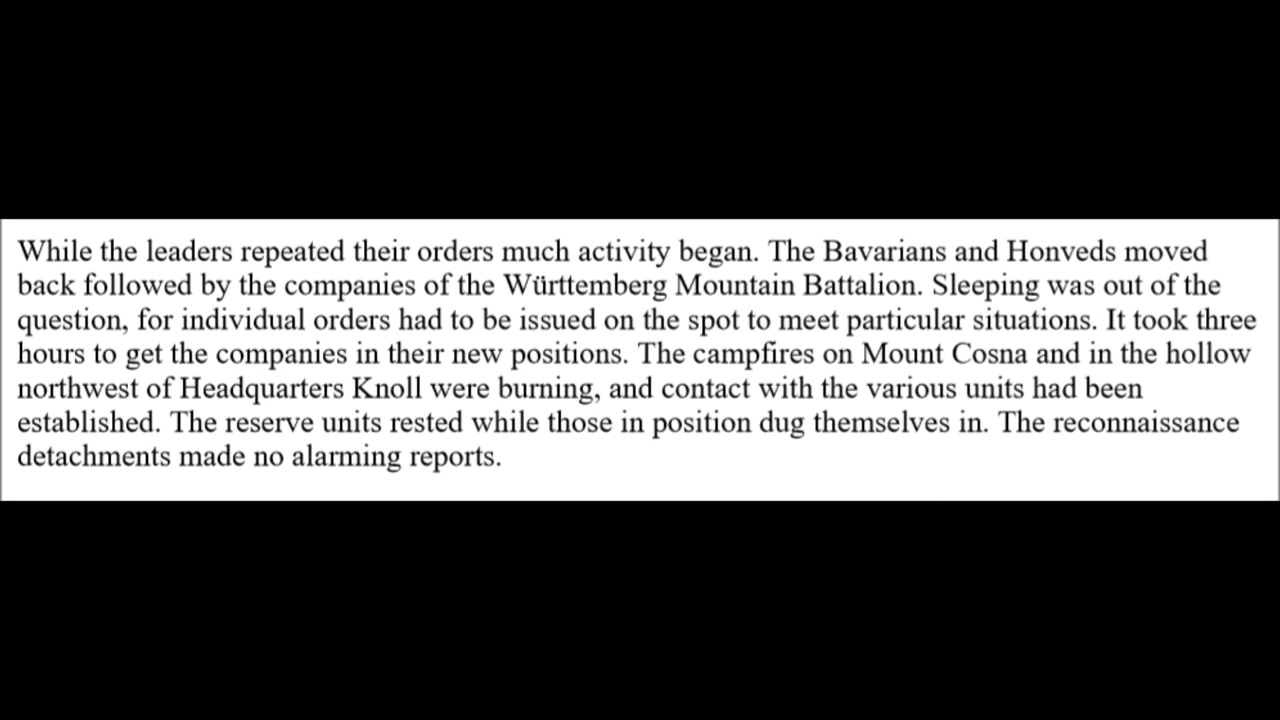 While the leaders repeated their orders much activity began. The Bavarians and Honveds moved
back followed by the companies of the Württemberg Mountain Battalion. Sleeping was out of the
question, for individual orders had to be issued on the spot to meet particular situations. It took three
hours to get the companies in their new positions. The campfires on Mount Cosna and in the hollow
northwest of Headquarters Knoll were burning, and contact with the various units had been
established. The reserve units rested while those in position dug themselves in. The reconnaissance
detachments made no alarming reports.